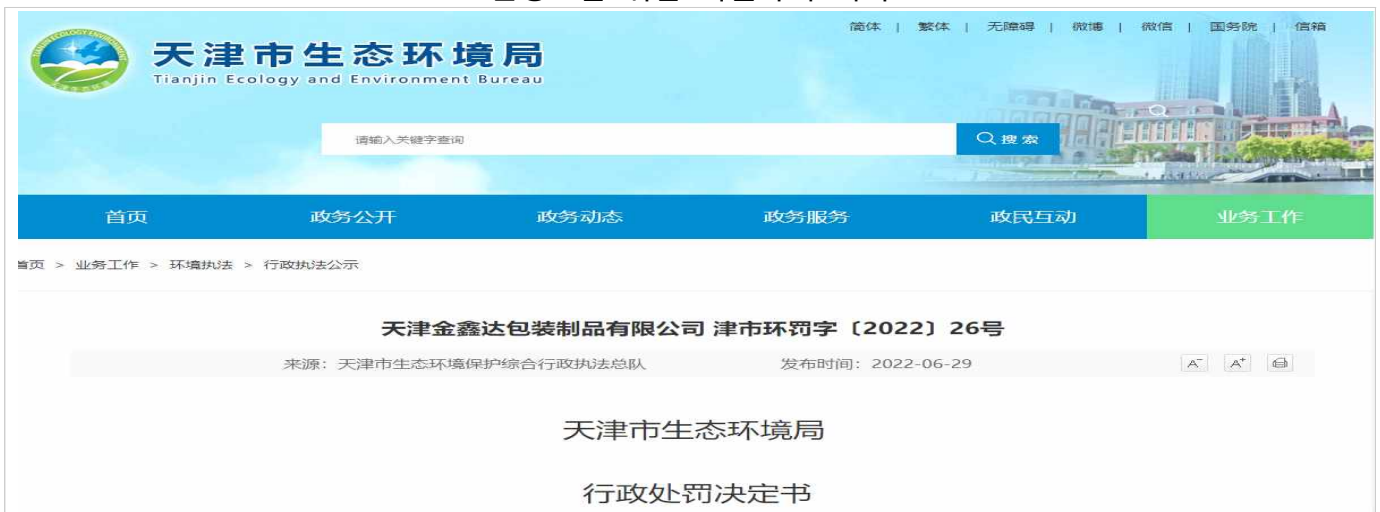 简体 | 繁体 | 无障碍 | 微博 | 微信 | 国务院 | 信箱
天津市生态环境局
Tianjin Ecology and Environment Bureau
请输入关键字查询
搜索
首页 政务公开 政务动态 政务服务 政民互动 业务工作
首页 > 业务工作 > 环境执法 > 行政执法公示
天津金鑫达包装制品有限公司 津市环罚字〔2022〕26号
来源：天津市生态环境保护综合行政执法总队 发布时间：2022-06-29 A- A+
天津市生态环境局
行政处罚决定书